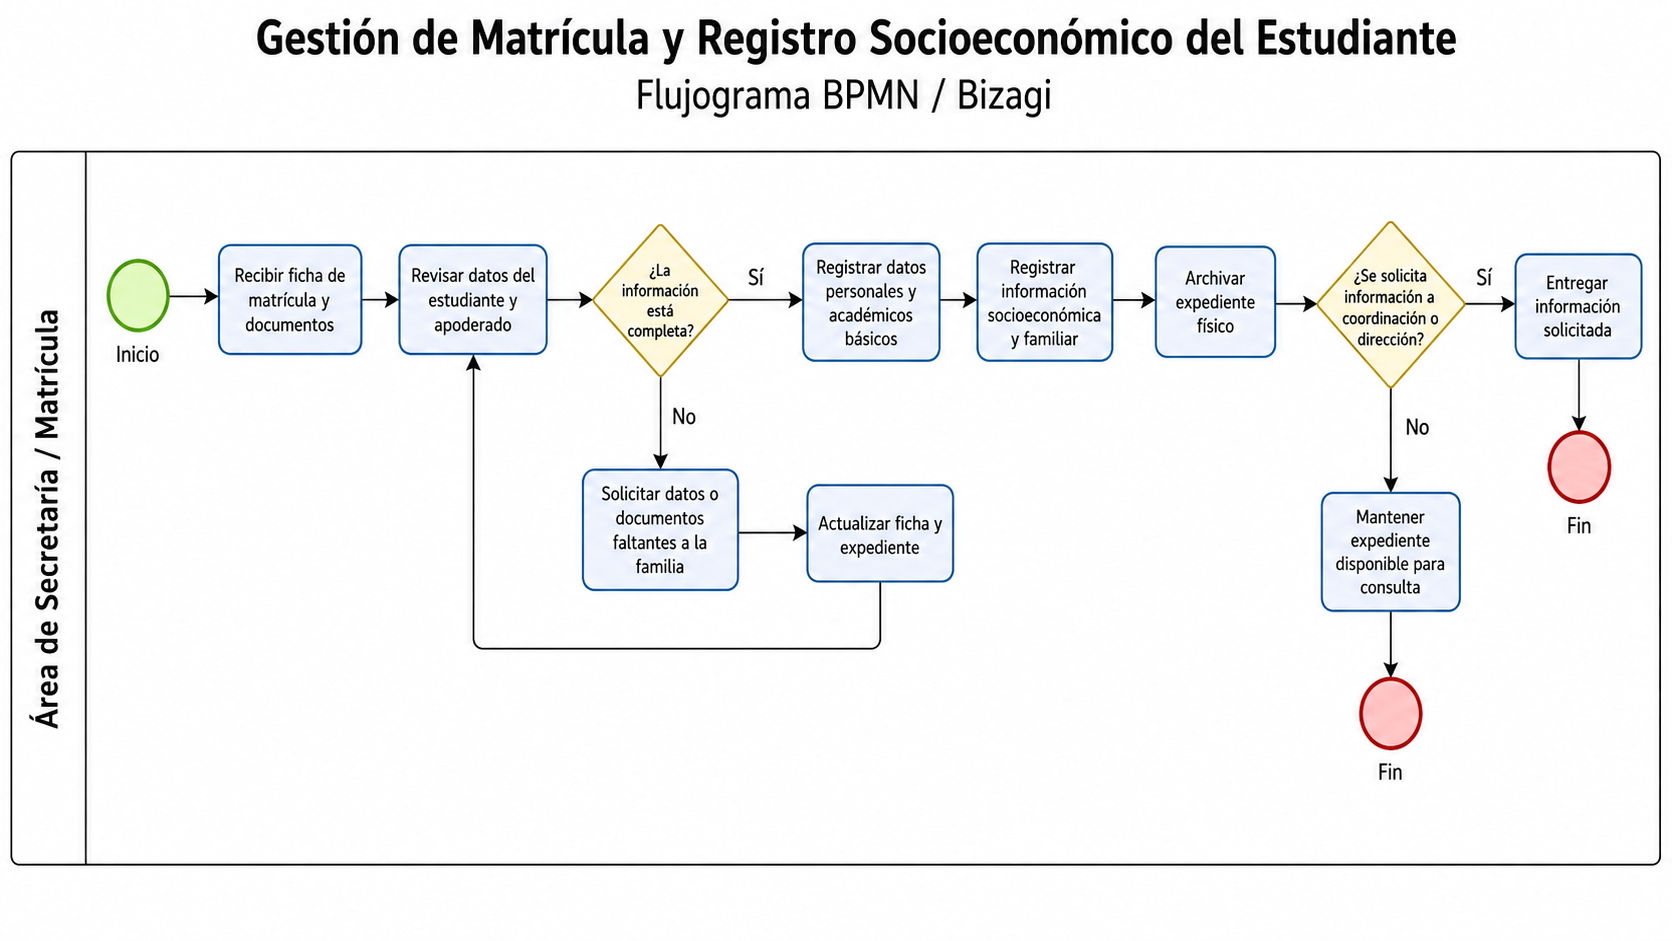 Gestión de Matrícula y Registro Socioeconómico del Estudiante
Flujograma BPMN / Bizagi
Área de Secretaría / Matrícula
Inicio
Recibir ficha de
matrícula y
documentos
Revisar datos del
estudiante y
apoderado
¿La
información
está
completa?
Sí
No
Registrar datos
personales y
académicos
básicos
Registrar
información
socioeconómica
y familiar
Archivar
expediente
físico
¿Se solicita
información a
coordinación o
dirección?
Sí
No
Entregar
información
solicitada
Fin
Solicitar datos o
documentos
faltantes a la
familia
Actualizar ficha y
expediente
Mantener
expediente
disponible para
consulta
Fin